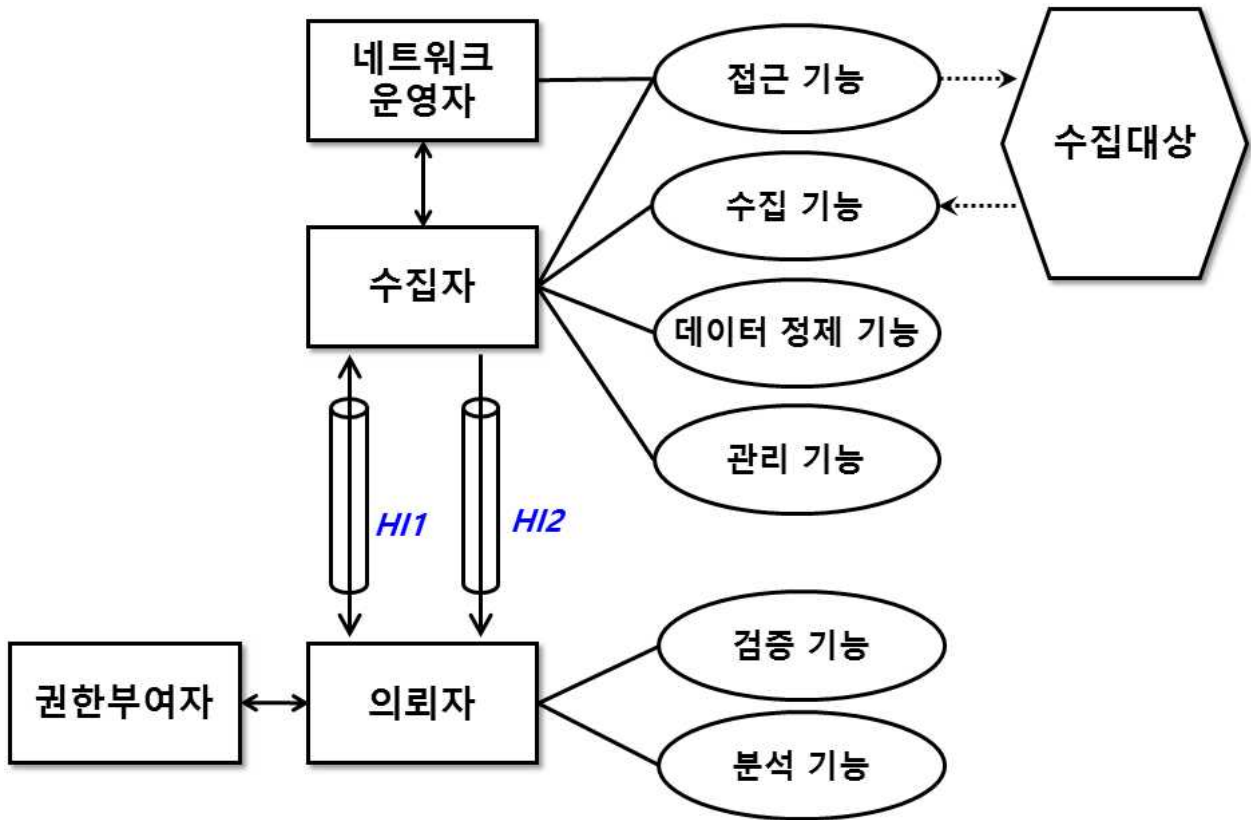 네트워크
운영자
접근 기능
수집대상
수집 기능
수집자
데이터 정제 기능
관리 기능
HI1
HI2
검증 기능
권한부여자
의뢰자
분석 기능